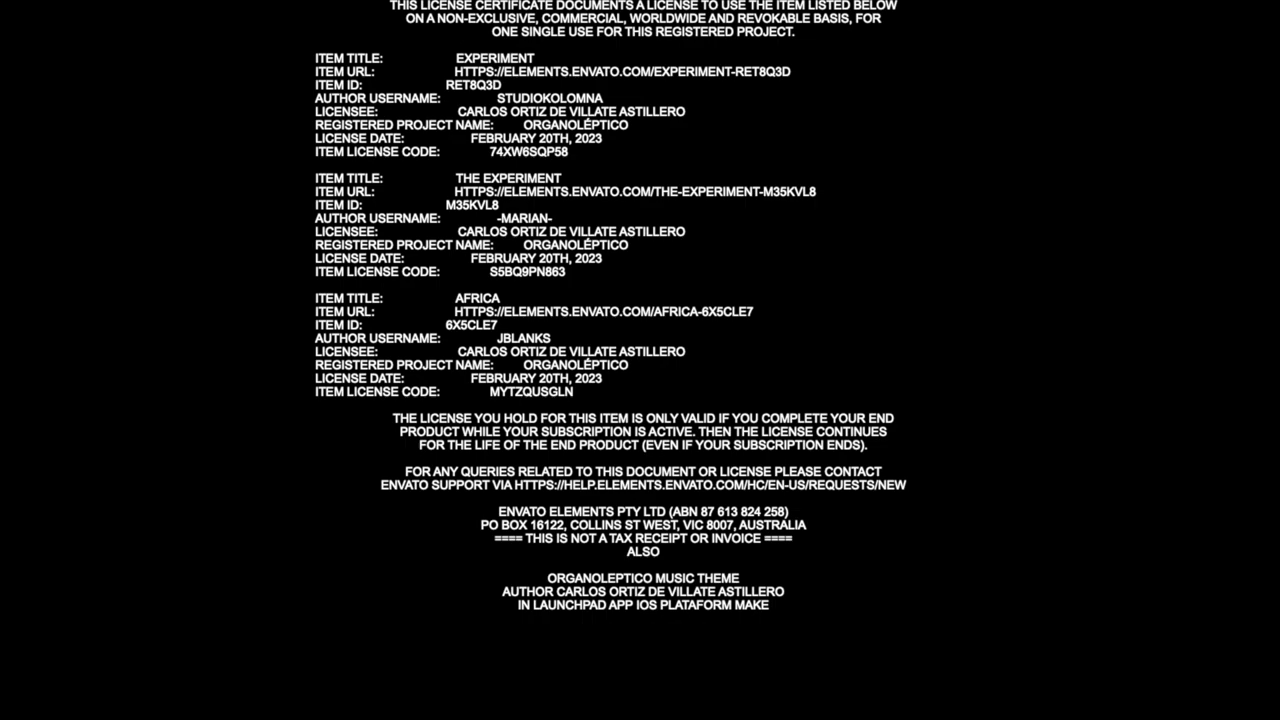 THIS LICENSE CERTIFICATE DOCUMENTS A LICENSE TO USE THE ITEM LISTED BELOW
ON A NON-EXCLUSIVE, COMMERCIAL, WORLDWIDE AND REVOKABLE BASIS, FOR
ONE SINGLE USE FOR THIS REGISTERED PROJECT.
ITEM TITLE: EXPERIMENT
ITEM URL: HTTPS://ELEMENTS.ENVATO.COM/EXPERIMENT-RET8Q3D
ITEM ID: RET8Q3D
AUTHOR USERNAME: STUDIOKOLOMNA
LICENSEE: CARLOS ORTIZ DE VILLATE ASTILLERO
REGISTERED PROJECT NAME: ORGANOLÉPTICO
LICENSE DATE: FEBRUARY 20TH, 2023
ITEM LICENSE CODE: 74XW6SQP58
ITEM TITLE: THE EXPERIMENT
ITEM URL: HTTPS://ELEMENTS.ENVATO.COM/THE-EXPERIMENT-M35KVL8
ITEM ID: M35KVL8
AUTHOR USERNAME: -MARIAN-
LICENSEE: CARLOS ORTIZ DE VILLATE ASTILLERO
REGISTERED PROJECT NAME: ORGANOLÉPTICO
LICENSE DATE: FEBRUARY 20TH, 2023
ITEM LICENSE CODE: S5BQ9PN863
ITEM TITLE: AFRICA
ITEM URL: HTTPS://ELEMENTS.ENVATO.COM/AFRICA-6X5CLE7
ITEM ID: 6X5CLE7
AUTHOR USERNAME: JBLANKS
LICENSEE: CARLOS ORTIZ DE VILLATE ASTILLERO
REGISTERED PROJECT NAME: ORGANOLÉPTICO
LICENSE DATE: FEBRUARY 20TH, 2023
ITEM LICENSE CODE: MYTZQUSGLN
THE LICENSE YOU HOLD FOR THIS ITEM IS ONLY VALID IF YOU COMPLETE YOUR END
PRODUCT WHILE YOUR SUBSCRIPTION IS ACTIVE. THEN THE LICENSE CONTINUES
FOR THE LIFE OF THE END PRODUCT (EVEN IF YOUR SUBSCRIPTION ENDS).
FOR ANY QUERIES RELATED TO THIS DOCUMENT OR LICENSE PLEASE CONTACT
ENVATO SUPPORT VIA HTTPS://HELP.ELEMENTS.ENVATO.COM/HC/EN-US/REQUESTS/NEW
ENVATO ELEMENTS PTY LTD (ABN 87 613 824 258)
PO BOX 16122, COLLINS ST WEST, VIC 8007, AUSTRALIA
==== THIS IS NOT A TAX RECEIPT OR INVOICE ====
ALSO
ORGANOLEPTICO MUSIC THEME
AUTHOR CARLOS ORTIZ DE VILLATE ASTILLERO
IN LAUNCHPAD APP IOS PLATAFORM MAKE